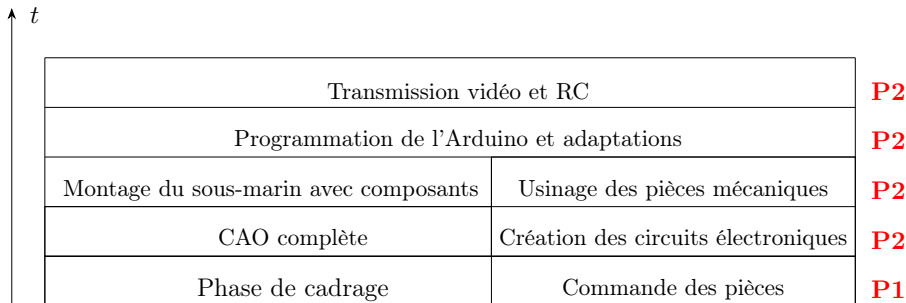 t
Transmission vidéo et RC P2
Programmation de l'Arduino et adaptations P2
Montage du sous-marin avec composants Usinage des pièces mécaniques P2
CAO complète Création des circuits électroniques P2
Phase de cadrage Commande des pièces P1